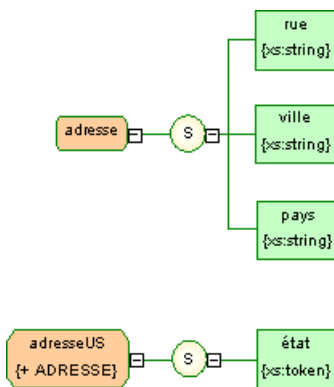 rue
{xs:string}
adresse
S
ville
{xs:string}
pays
{xs:string}
adresseUS
{+ ADRESSE}
S
état
{xs:token}